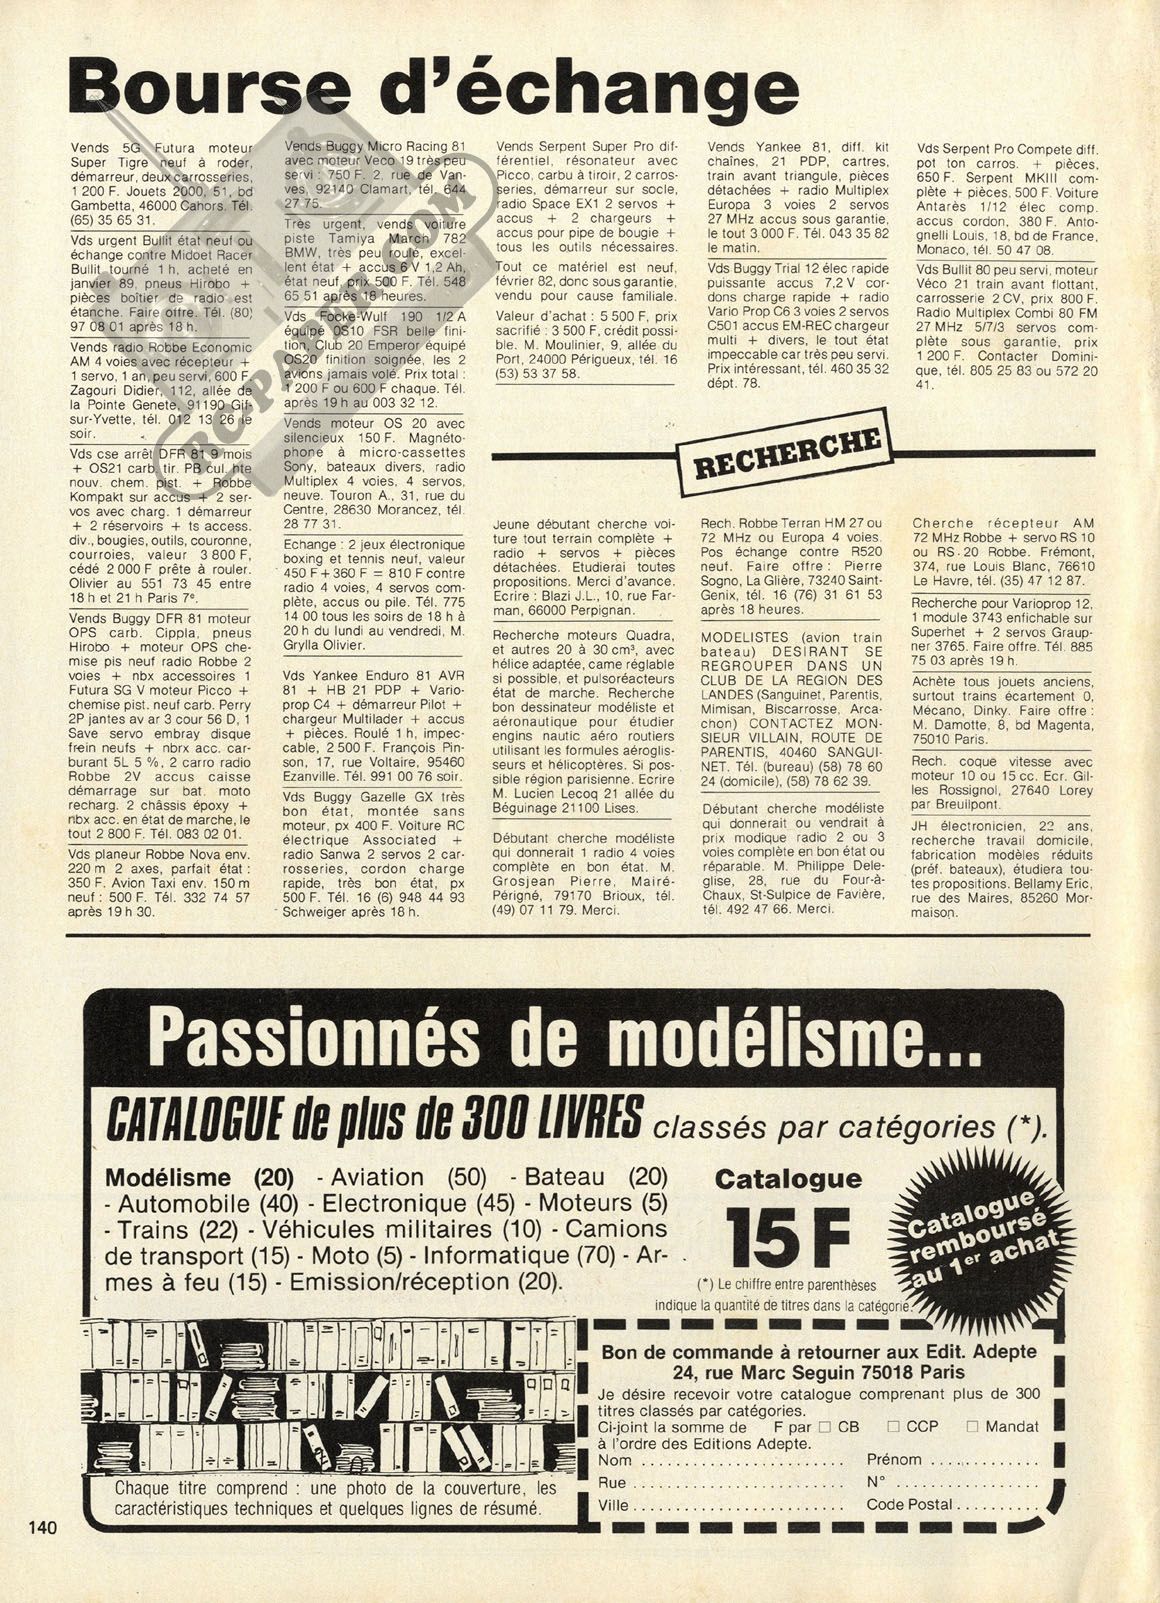 Bourse d'échange
Vends 5G Futura moteur
Super Tigre neuf à roder,
démarreur, deux carrosseries,
1 200 F. Jouets 2000, 51, bd
Gambetta, 46000 Cahors. Tél.
(65) 35 65 31.
Vds urgent Bullit état neuf ou
échange contre Midoet Racer
Bullit tourné 1 h, acheté en
janvier 89, pneus Hirobo +
pièces boîtier de radio est
étanche. Faire offre. Tél. (80)
97 08 01 après 18 h.
Vends radio Robbe Economic
AM 4 voies avec récepteur +
1 servo, 1 an, peu servi, 600 F.
Zagouri Didier, 112, allée de
la Pointe Genete, 91190 Gif-
sur-Yvette, tél. 012 13 26 le
soir.
Vds cse arrêt DFR 81 6 mois
+ OS21 carb. tir. PB cul. pte
nouv. chem. pist. + Robbe
Kompakt sur accus + 2 ser-
vos avec charg. 1 démarreur
+ 2 réservoirs + ts access.
div., bougies, outils, couronne,
courroies, valeur 3 800 F,
cédé 2 000 F prête à rouler.
Olivier au 551 73 45 entre
18 h et 21 h Paris 7e.
Vends Buggy DFR 81 moteur
OPS carb. Cippla, pneus
Hirobo + moteur OPS che-
mise pis neuf radio Robbe 2
voies + nbx accessoires 1
Futura SG V moteur Picco +
chemise pist. neuf carb. Perry
2P jantes av ar 3 cour 56 D, 1
Save servo embray disque
frein neufs + nbrx acc. car-
burant 5L 5 %, 2 carro radio
Robbe 2V accus caisse
démarrage sur bat. moto
recharg. 2 châssis époxy +
nbx acc. en état de marche, le
tout 2 800 F. Tél. 083 02 01.
Vds planeur Robbe Nova env.
220 m 2 axes, parfait état :
350 F. Avion Taxi env. 150 m
neuf : 500 F. Tél. 332 74 57
après 19 h 30.
Vends Buggy Micro Racing 81
avec moteur Veco 19 très peu
servi : 750 F. 2, rue de Van-
ves, 92140 Clamart, tél. 644
27 75.
Très urgent, vends voiture
piste Tamiya March 782
BMW, très peu servie, excel-
lent état + accus 6 V 1,2 Ah,
état neuf, prix 500 F. Tél. 548
65 51 après 18 heures.
Vds Focke-Wulf 190 1/2 A
équipé OS10 FSR belle fini-
tion Club 20 Emperor équipé
OS20 finition soignée, les 2
avions jamais volé. Prix total :
1 200 F ou 600 F chaque. Tél.
après 19 h au 003 32 12.
Vends moteur OS 20 avec
silencieux 150 F. Magnéto-
phone à micro-cassettes
Sony, bateaux divers, radio
Multiplex 4 voies, 4 servos,
neuve. Touron A., 31, rue du
Centre, 28630 Morancez, tél.
28 77 31.
Echange : 2 jeux électronique
boxing et tennis neuf, valeur
450 F + 360 F = 810 F contre
radio 4 voies, 4 servos com-
plète, accus ou pile. Tél. 775
14 00 tous les soirs de 18 h à
20 h du lundi au vendredi, M.
Grylla Olivier.
Vds Yankee Enduro 81 AVR
81 + HB 21 PDP + Vario-
prop C4 + démarreur Pilot +
chargeur Multilader + accus
+ pièces. Roulé 1 h, impec-
cable, 2 500 F. François Pin-
son, 17, rue Voltaire, 95460
Ezanville. Tél. 991 00 76 soir.
Vds Buggy Gazelle GX très
bon état, montée sans
moteur, px 400 F. Voiture RC
électrique Associated +
radio Sanwa 2 servos 2 car-
rosseries, cordon charge
rapide, très bon état, px
500 F. Tél. 16 (6) 948 44 93
Schweiger après 18 h.
Vends Serpent Super Pro dif-
férentiel, résonateur avec
Picco, carbu à tiroir, 2 carros-
series, démarreur sur socle,
radio Space EX1 2 servos +
accus + 2 chargeurs +
accus pour pipe de bougie +
tous les outils nécessaires.
Tout ce matériel est neuf,
février 82, donc sous garantie,
vendu pour cause familiale.
Valeur d'achat : 5 500 F, prix
sacrifié : 3 500 F, crédit possi-
ble. M. Moulinier, 9, allée du
Port, 24000 Périgueux, tél. 16
(53) 53 37 58.
Vends Yankee 81, diff. kit
chaînes, 21 PDP, cartres,
train avant triangule, pièces
détachées + radio Multiplex
Europa 3 voies 2 servos
27 MHz accus sous garantie,
le tout 3 000 F. Tél. 043 35 82
le matin.
Vds Buggy Trial 12 élec rapide
puissante accus 7,2 V cor-
dons charge rapide + radio
Vario Prop C6 3 voies 2 servos
C501 accus EM-REC chargeur
multi + divers, le tout état
impeccable car très peu servi.
Prix intéressant, tél. 460 35 32
dépt. 78.
Vds Serpent Pro Compete diff.
pot ton carros. + pièces,
650 F. Serpent MKIII com-
plète + pièces, 500 F. Voiture
Antarès 1/12 élec comp.
accus cordon, 380 F. Anto-
gnelli Louis, 18, bd de France,
Monaco, tél. 50 47 08.
Vds Bullit 80 peu servi, moteur
Véco 21 train avant flottant,
carrosserie 2 CV, prix 800 F.
Radio Multiplex Combi 80 FM
27 MHz 5/7/3 servos com-
plète sous garantie, prix
1 200 F. Contacter Domini-
que, tél. 805 25 83 ou 572 20
41.
RECHERCHE
Jeune débutant cherche voi-
ture tout terrain complète +
radio + servos + pièces
détachées. Etudierai toutes
propositions. Merci d'avance.
Ecrire : Blazi J.L., 10, rue Far-
man, 66000 Perpignan.
Recherche moteurs Quadra,
et autres 20 à 30 cm³, avec
hélice adaptée, came réglable
si possible, et pulsoréacteurs
état de marche. Recherche
bon dessinateur modéliste et
aéronautique pour étudier
engins nautic aéro routiers
utilisant les formules aérogli-
seurs et hélicoptères. Si pos-
sible région parisienne. Ecrire
M. Lucien Lecoq 21 allée du
Béguinage 21100 Lises.
Débutant cherche modéliste
qui donnerait 1 radio 4 voies
complète en bon état. M.
Grosjean Pierre, Mairé-
Périgné, 79170 Brioux, tél.
(49) 07 11 79. Merci.
Rech. Robbe Terran HM 27 ou
72 MHz ou Europa 4 voies.
Pos échange contre R520
neuf. Faire offre : Pierre
Sogno, La Glière, 73240 Saint-
Genix, tél. 16 (76) 31 61 53
après 18 heures.
MODELISTES (avion train
bateau) DESIRANT SE
REGROUPER DANS UN
CLUB DE LA REGION DES
LANDES (Sanguinet, Parentis,
Mimisan, Biscarrosse, Arca-
chon) CONTACTEZ MON-
SIEUR VILLAIN, ROUTE DE
PARENTIS, 40460 SANGUI-
NET. Tél. (bureau) (58) 78 60
24 (domicile), (58) 78 62 39.
Débutant cherche modéliste
qui donnerait ou vendrait à
prix modique radio 2 ou 3
voies complète en bon état ou
réparable. M. Philippe Dele-
glise, 28, rue du Four-à-
Chaux, St-Sulpice de Favière,
tél. 492 47 66. Merci.
Cherche récepteur AM
72 MHz Robbe + servo RS 10
ou RS 20 Robbe. Frémont,
374, rue Louis Blanc, 76610
Le Havre, tél. (35) 47 12 87.
Recherche pour Varioprop 12,
1 module 3743 enfichable sur
Superhet + 2 servos Graup-
pner 3765. Faire offre. Tél. 885
75 03 après 19 h.
Achète tous jouets anciens,
surtout trains écartement 0,
Mécano, Dinky. Faire offre :
M. Damotte, 8, bd Magenta,
75010 Paris.
Rech. coque vitesse avec
moteur 10 ou 15 cc. Ecr. Gil-
les Rossignol, 27640 Lorey
par Breuilpont.
JH électronicien, 22 ans,
recherche travail domicile,
fabrication modèles réduits
(préf. bateaux), étudiera tou-
tes propositions. Bellamy Eric,
rue des Maires, 85260 Mor-
maison.
RC-PAPER.COM
Passionnés de modélisme...
CATALOGUE de plus de 300 LIVRES classés par catégories (*).
Modélisme (20) - Aviation (50) - Bateau (20)
- Automobile (40) - Electronique (45) - Moteurs (5)
- Trains (22) - Véhicules militaires (10) - Camions
de transport (15) - Moto (5) - Informatique (70) - Ar-
mes à feu (15) - Emission/réception (20).
Catalogue
15 F
(*) Le chiffre entre parenthèses
indique la quantité de titres dans la catégorie.
Catalogue
remboursé
au 1er achat
Chaque titre comprend : une photo de la couverture, les
caractéristiques techniques et quelques lignes de résumé.
Bon de commande à retourner aux Edit. Adepte
24, rue Marc Seguin 75018 Paris
Je désire recevoir votre catalogue comprenant plus de 300
titres classés par catégories.
Ci-joint la somme de F par □ CB □ CCP □ Mandat
à l'ordre des Editions Adepte.
Nom .......................... Prénom .............
Rue .......................... N° ....................
Ville .......................... Code Postal ..........
140